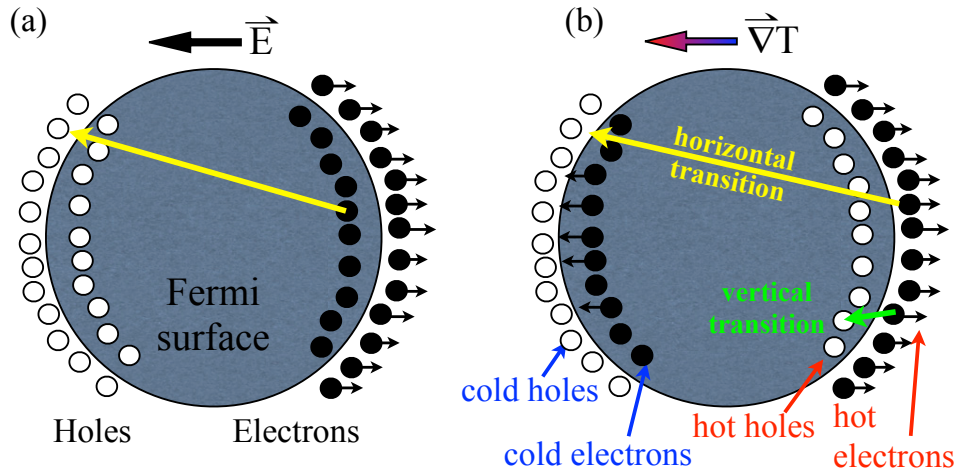 (a)
E
Fermi
surface
Holes
Electrons
(b)
∇T
horizontal
transition
vertical
transition
cold holes
cold electrons
hot holes
hot
electrons